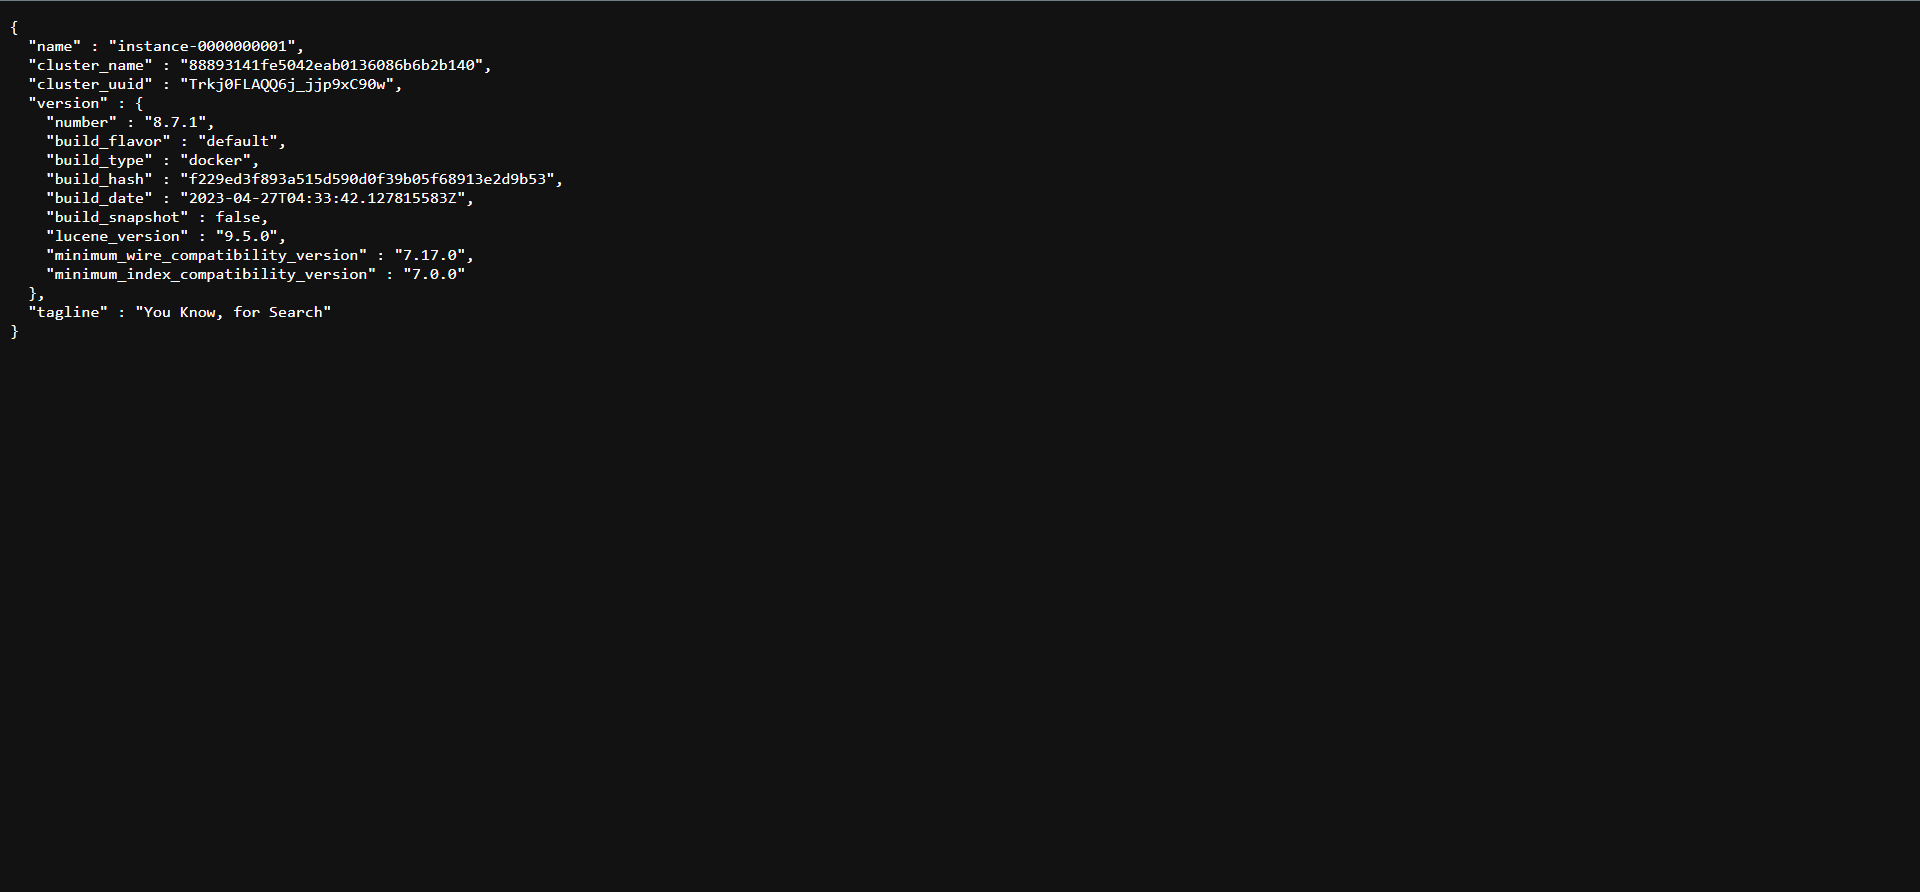 {
  "name" : "instance-0000000001",
  "cluster_name" : "88893141fe5042eab0136086b6b2b140",
  "cluster_uuid" : "Trkj0FLAQQ6j_jjp9xC90w",
  "version" : {
    "number" : "8.7.1",
    "build_flavor" : "default",
    "build_type" : "docker",
    "build_hash" : "f229ed3f893a515d590d0f39b05f68913e2d9b53",
    "build_date" : "2023-04-27T04:33:42.127815583Z",
    "build_snapshot" : false,
    "lucene_version" : "9.5.0",
    "minimum_wire_compatibility_version" : "7.17.0",
    "minimum_index_compatibility_version" : "7.0.0"
  },
  "tagline" : "You Know, for Search"
}